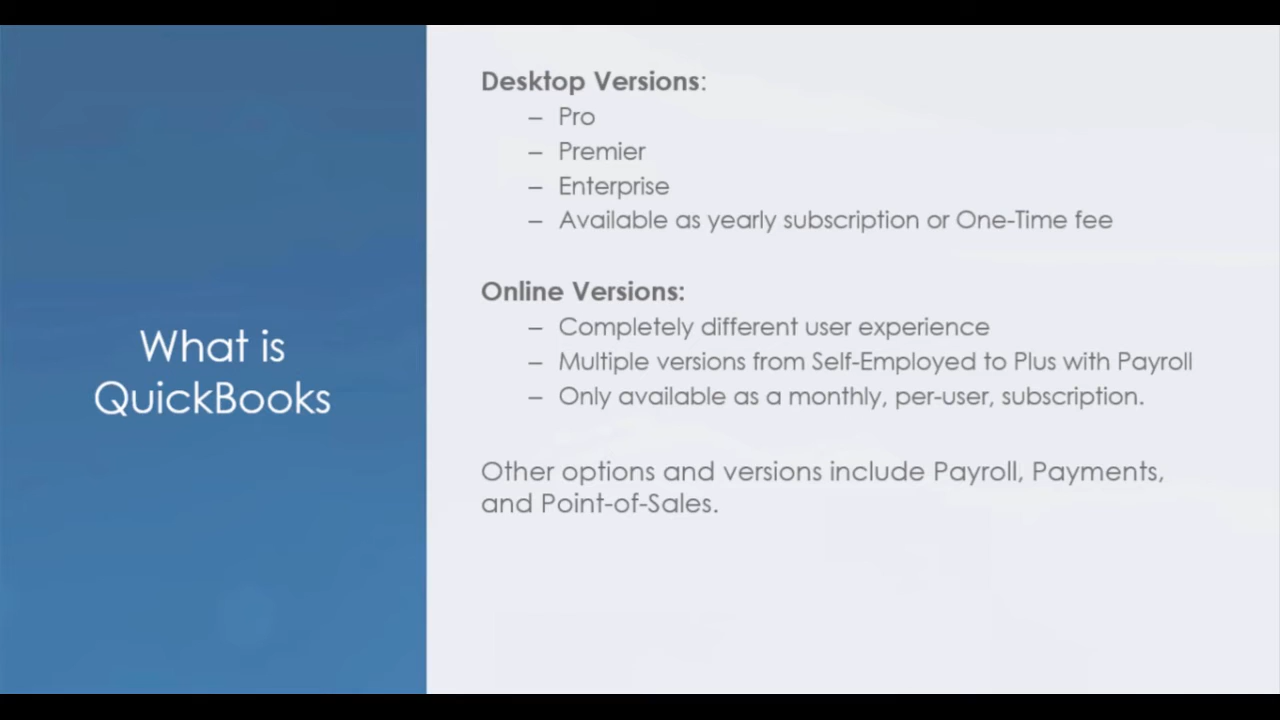 What is
QuickBooks
Desktop Versions:
– Pro
– Premier
– Enterprise
– Available as yearly subscription or One-Time fee
Online Versions:
– Completely different user experience
– Multiple versions from Self-Employed to Plus with Payroll
– Only available as a monthly, per-user, subscription.
Other options and versions include Payroll, Payments,
and Point-of-Sales.